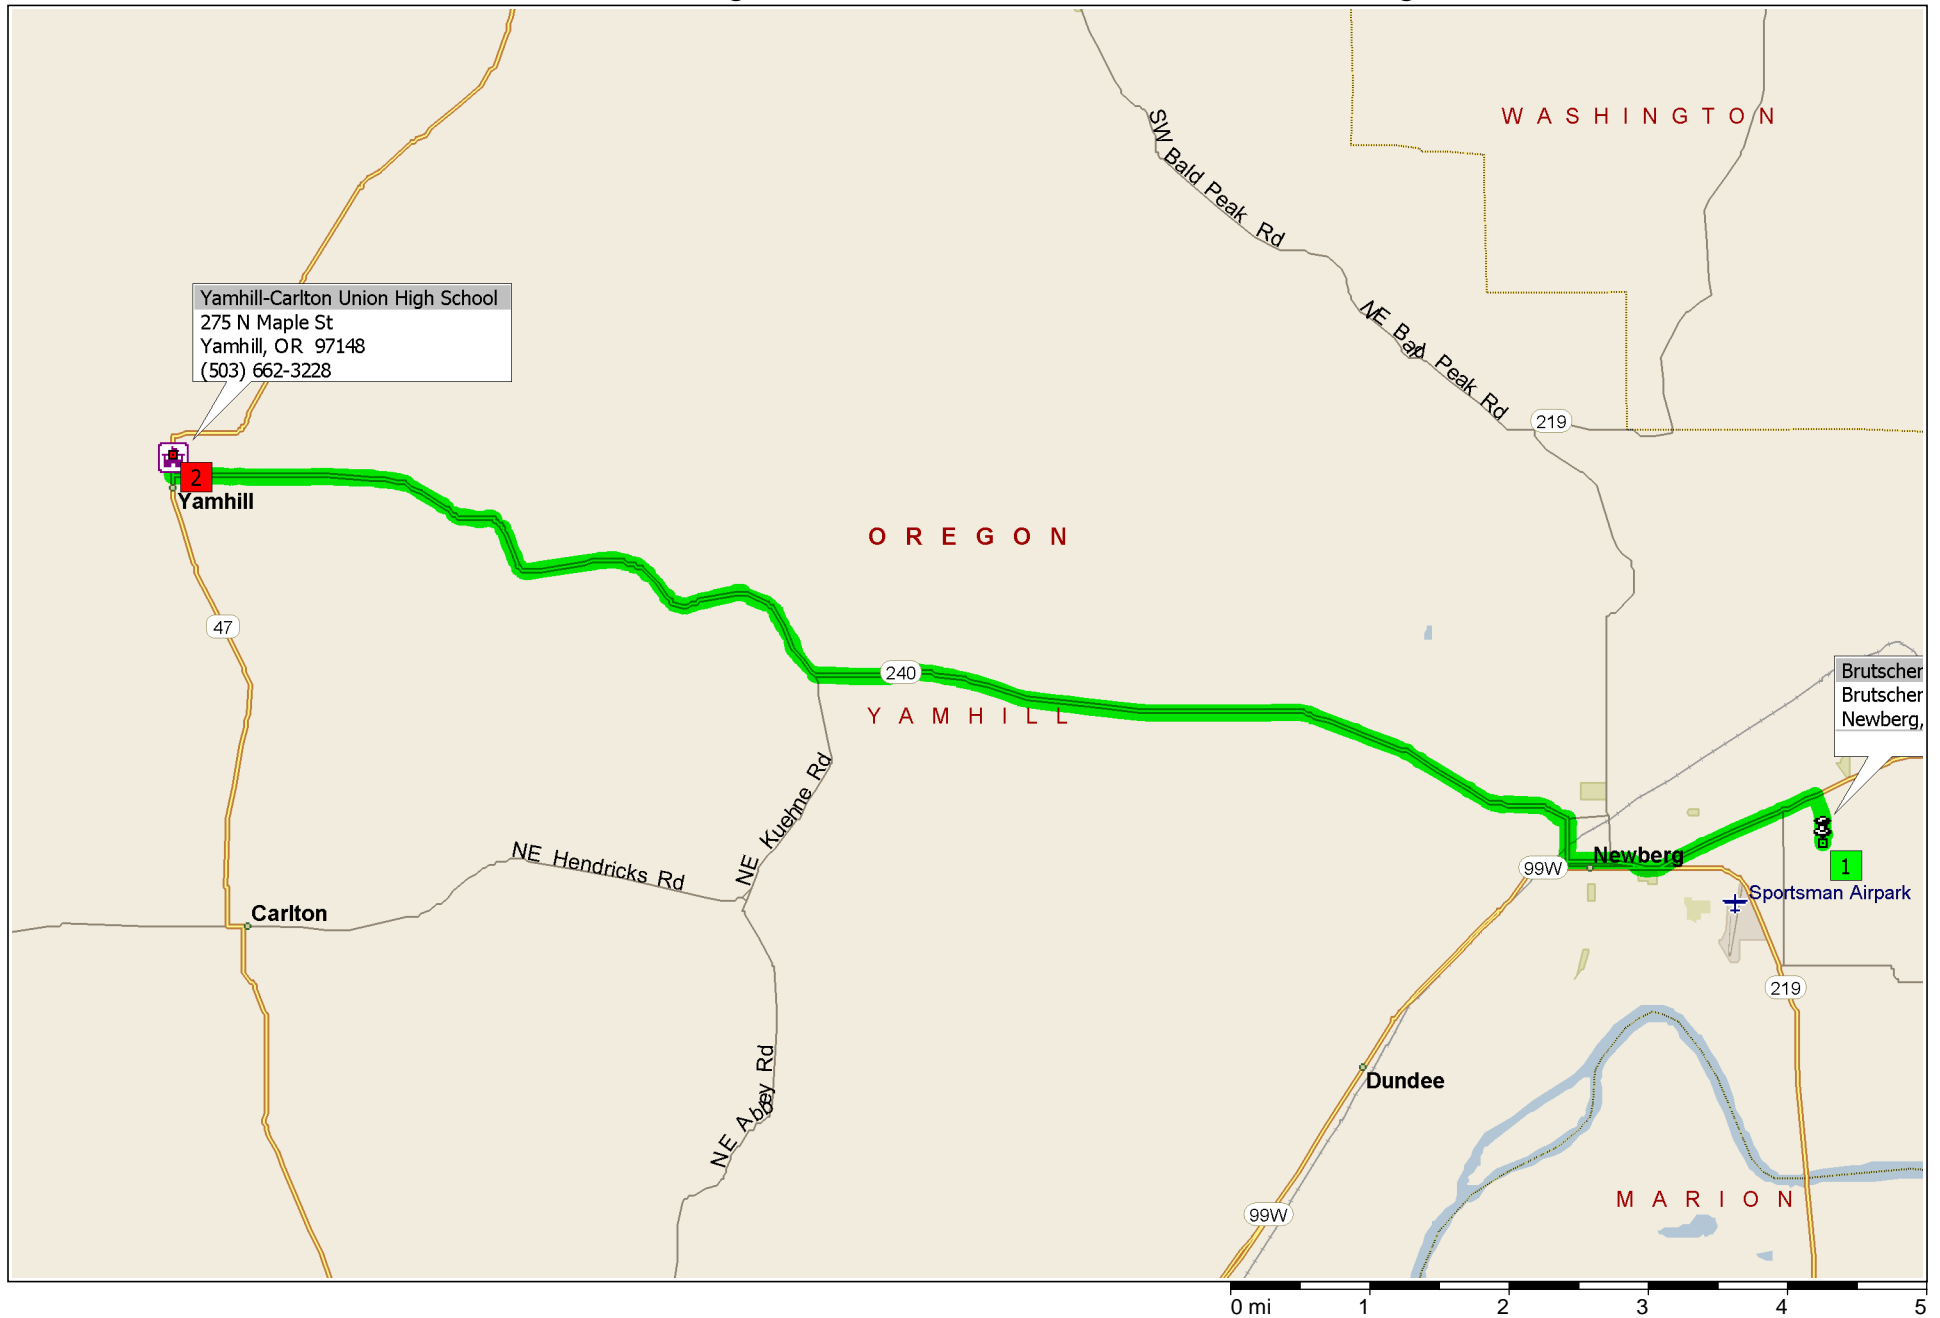 WASHINGTON
SW Bald Peak Rd
Yamhill-Carlton Union High School
275 N Maple St
Yamhill, OR 97148
(503) 662-3228
NE Bald Peak Rd
219
2
Yamhill
OREGON
47
240
YAMHILL
Brutscher
Brutscher
Newberg,
NE Kuehne Rd
NE Hendricks Rd
99W
Newberg
1
Sportsman Airpark
Carlton
219
Dundee
NE Abbey Rd
99W
MARION
0 mi 1 2 3 4 5